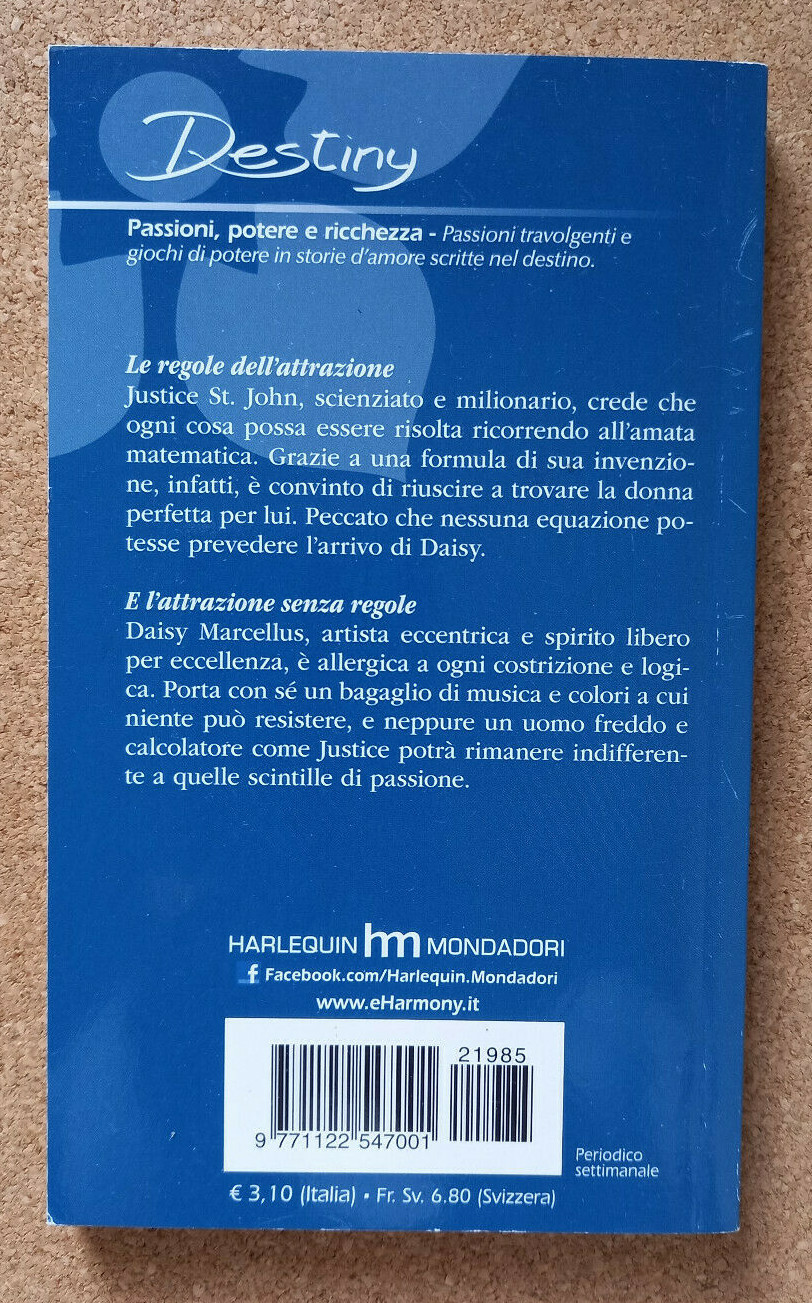 Destiny
Passioni, potere e ricchezza - Passioni travolgenti e
giochi di potere in storie d'amore scritte nel destino.
Le regole dell'attrazione
Justice St. John, scienziato e milionario, crede che
ogni cosa possa essere risolta ricorrendo all'amata
matematica. Grazie a una formula di sua invenzio-
ne, infatti, è convinto di riuscire a trovare la donna
perfetta per lui. Peccato che nessuna equazione po-
tesse prevedere l'arrivo di Daisy.
E l'attrazione senza regole
Daisy Marcellus, artista eccentrica e spirito libero
per eccellenza, è allergica a ogni costrizione e logi-
ca. Porta con sé un bagaglio di musica e colori a cui
niente può resistere, e neppure un uomo freddo e
calcolatore come Justice potrà rimanere indifferen-
te a quelle scintille di passione.
HARLEQUIN hm MONDADORI
f Facebook.com/Harlequin.Mondadori
www.eHarmony.it
21985
9 771122 547001
Periodico
settimanale
€ 3,10 (Italia) • Fr. Sv. 6.80 (Svizzera)